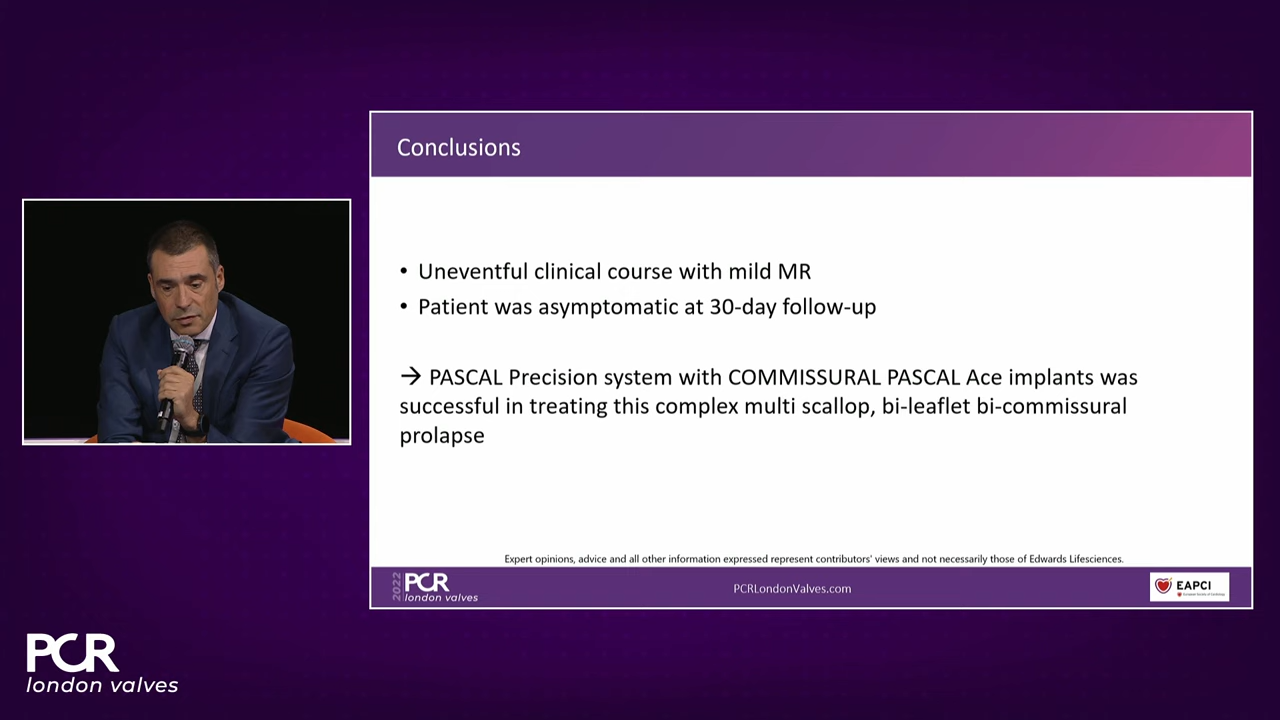 Conclusions
• Uneventful clinical course with mild MR
• Patient was asymptomatic at 30-day follow-up
→ PASCAL Precision system with COMMISSURAL PASCAL Ace implants was
successful in treating this complex multi scallop, bi-leaflet bi-commissural
prolapse
Expert opinions, advice and all other information expressed represent contributors' views and not necessarily those of Edwards Lifesciences.
2022
PCR
london valves
PCRLondonValves.com
EAPCI
PCR
london valves